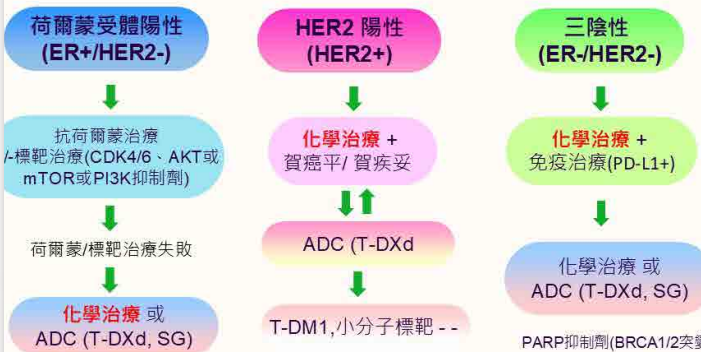 荷爾蒙受體陽性
(ER+/HER2-)
抗荷爾蒙治療
/-標靶治療(CDK4/6、AKT或
mTOR或PI3K抑制劑)
荷爾蒙/標靶治療失敗
化學治療 或
ADC (T-DXd, SG)
HER2 陽性
(HER2+)
化學治療 +
賀癌平/ 賀疾妥
ADC (T-DXd
T-DM1,小分子標靶 - -
三陰性
(ER-/HER2-)
化學治療 +
免疫治療(PD-L1+)
化學治療 或
ADC (T-DXd, SG)
PARP抑制劑(BRCA1/2突